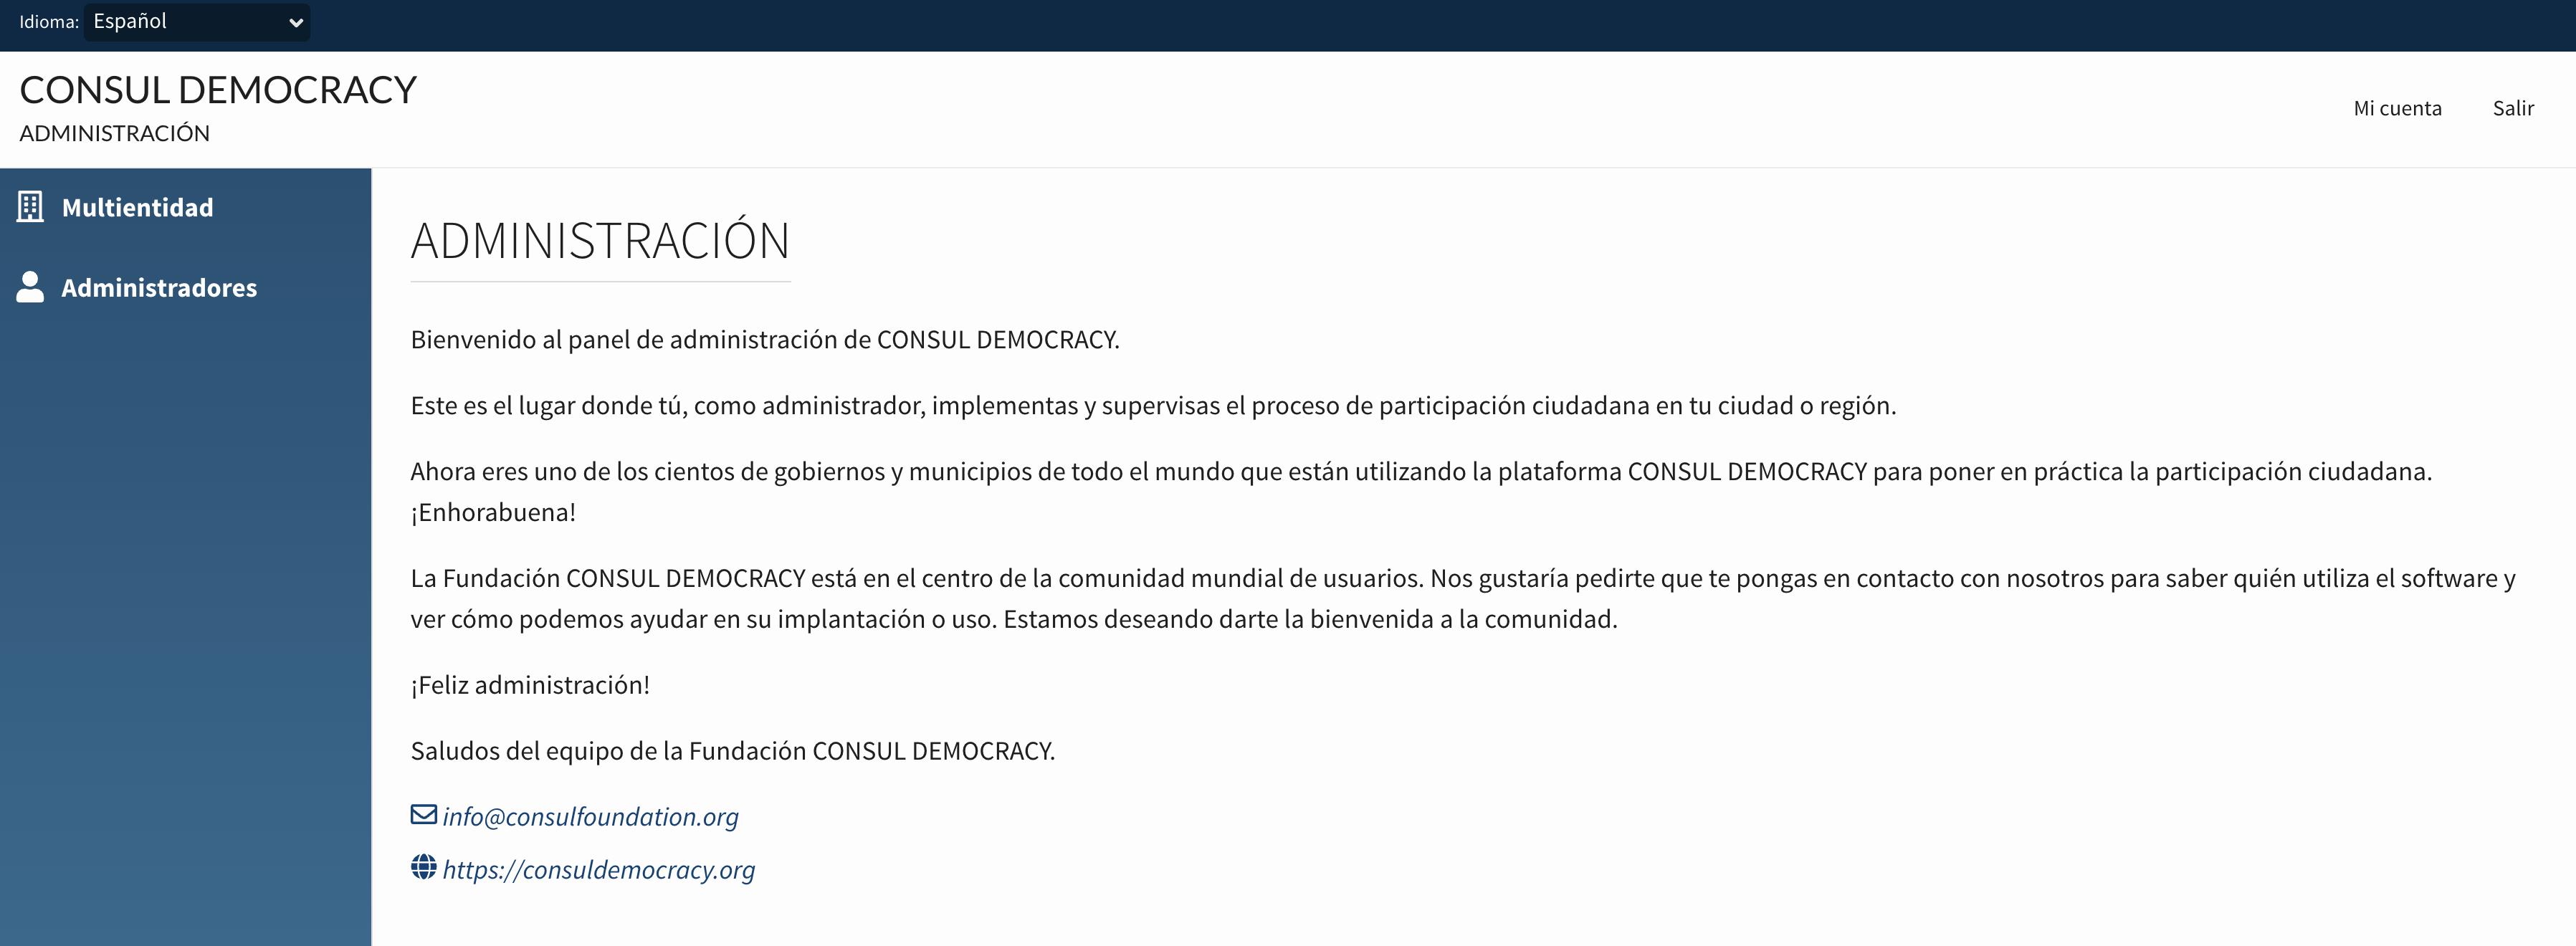 Idioma: Español
CONSUL DEMOCRACY
ADMINISTRACIÓN
Mi cuenta
Salir
Multientidad
Administradores
ADMINISTRACIÓN
Bienvenido al panel de administración de CONSUL DEMOCRACY.
Este es el lugar donde tú, como administrador, implementas y supervisas el proceso de participación ciudadana en tu ciudad o región.
Ahora eres uno de los cientos de gobiernos y municipios de todo el mundo que están utilizando la plataforma CONSUL DEMOCRACY para poner en práctica la participación ciudadana.
¡Enhorabuena!
La Fundación CONSUL DEMOCRACY está en el centro de la comunidad mundial de usuarios. Nos gustaría pedirte que te pongas en contacto con nosotros para saber quién utiliza el software y
ver cómo podemos ayudar en su implantación o uso. Estamos deseando darte la bienvenida a la comunidad.
¡Feliz administración!
Saludos del equipo de la Fundación CONSUL DEMOCRACY.
info@consulfoundation.org
https://consuldemocracy.org